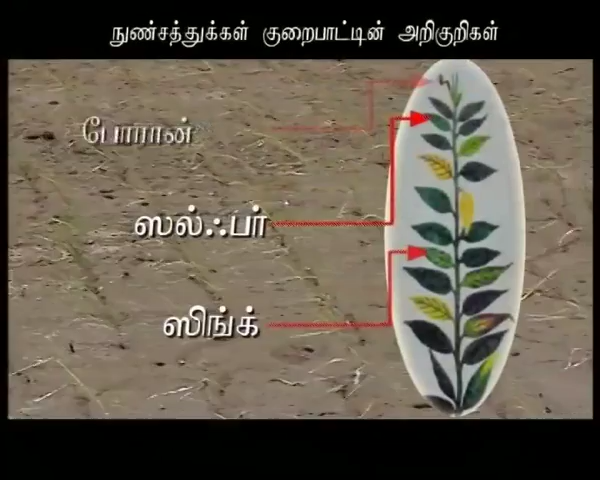 நுண்சத்துக்கள் குறைபாட்டின் அறிகுறிகள்
போரான்
ஸல்ஃபர்
ஸிங்க்